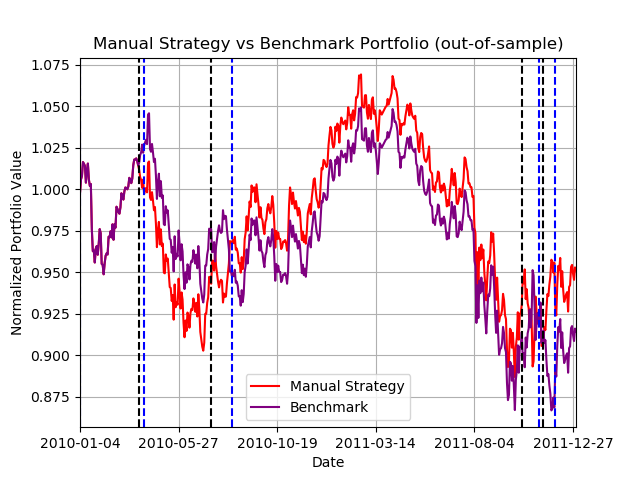 Manual Strategy vs Benchmark Portfolio (out-of-sample)
Normalized Portfolio Value
1.075
1.050
1.025
1.000
0.975
0.950
0.925
0.900
0.875
Manual Strategy
Benchmark
2010-01-04 2010-05-27 2010-10-19 2011-03-14 2011-08-04 2011-12-27
Date